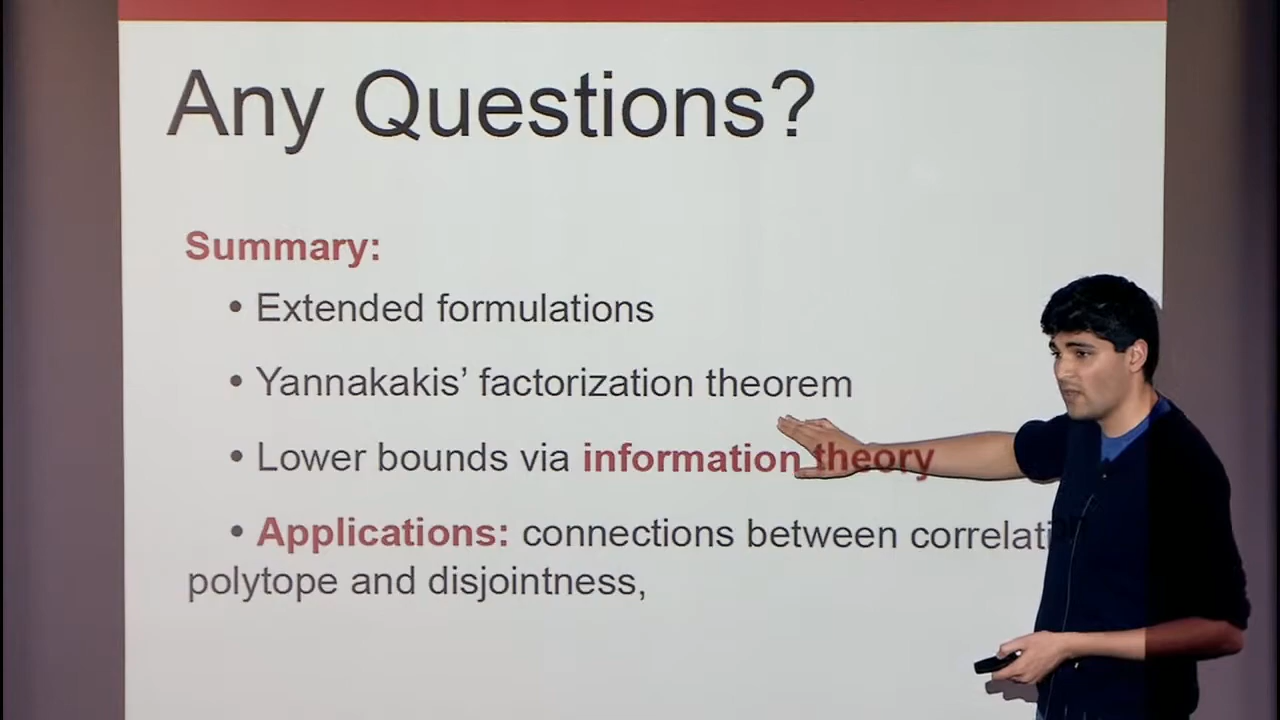 Any Questions?
Summary:
• Extended formulations
• Yannakakis’ factorization theorem
• Lower bounds via information theory
• Applications: connections between
polytope and disjointness,